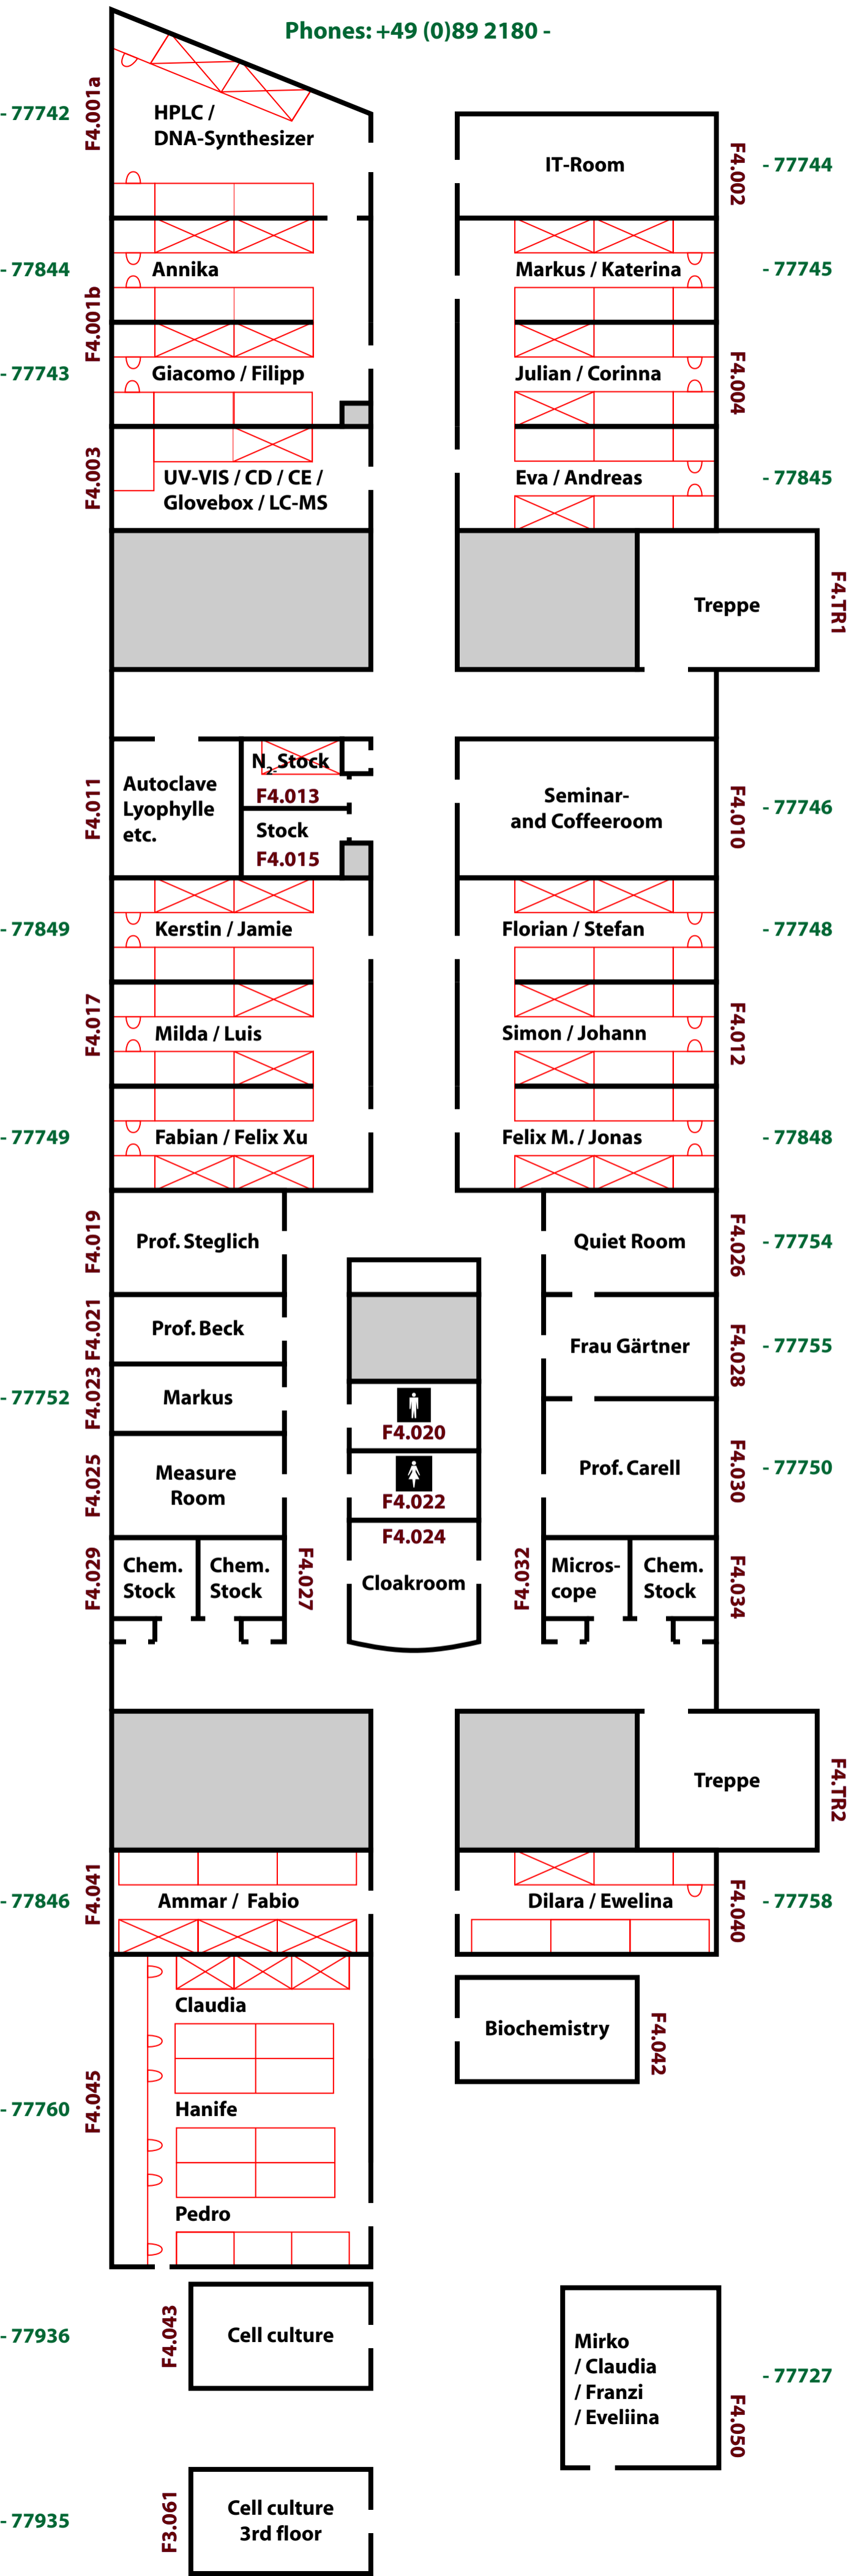 Phones: +49 (0)89 2180 -
- 77742
F4.001a
HPLC /
DNA-Synthesizer
IT-Room
F4.002
- 77744
- 77844
Annika
Markus / Katerina
- 77745
F4.001b
- 77743
Giacomo / Filipp
Julian / Corinna
F4.004
F4.003
UV-VIS / CD / CE /
Glovebox / LC-MS
Eva / Andreas
- 77845
Treppe
F4.TR1
F4.011
Autoclave
Lyophylle
etc.
N2-Stock
F4.013
Stock
F4.015
Seminar-
and Coffeeroom
F4.010
- 77746
- 77849
Kerstin / Jamie
Florian / Stefan
- 77748
F4.017
Milda / Luis
Simon / Johann
F4.012
- 77749
Fabian / Felix Xu
Felix M. / Jonas
- 77848
F4.019
Prof. Steglich
Quiet Room
F4.026
- 77754
F4.021
Prof. Beck
Frau Gärtner
F4.028
- 77755
- 77752
F4.023
Markus
F4.020
F4.025
Measure
Room
F4.022
Prof. Carell
F4.030
- 77750
F4.024
Cloakroom
F4.029
Chem.
Stock
Chem.
Stock
F4.027
F4.032
Micros-
cope
Chem.
Stock
F4.034
Treppe
F4.TR2
- 77846
F4.041
Ammar / Fabio
Dilara / Ewelina
F4.040
- 77758
Claudia
Biochemistry
F4.042
- 77760
F4.045
Hanife
Pedro
- 77936
F4.043
Cell culture
Mirko
/ Claudia
/ Franzi
/ Eveliina
F4.050
- 77727
- 77935
F3.061
Cell culture
3rd floor